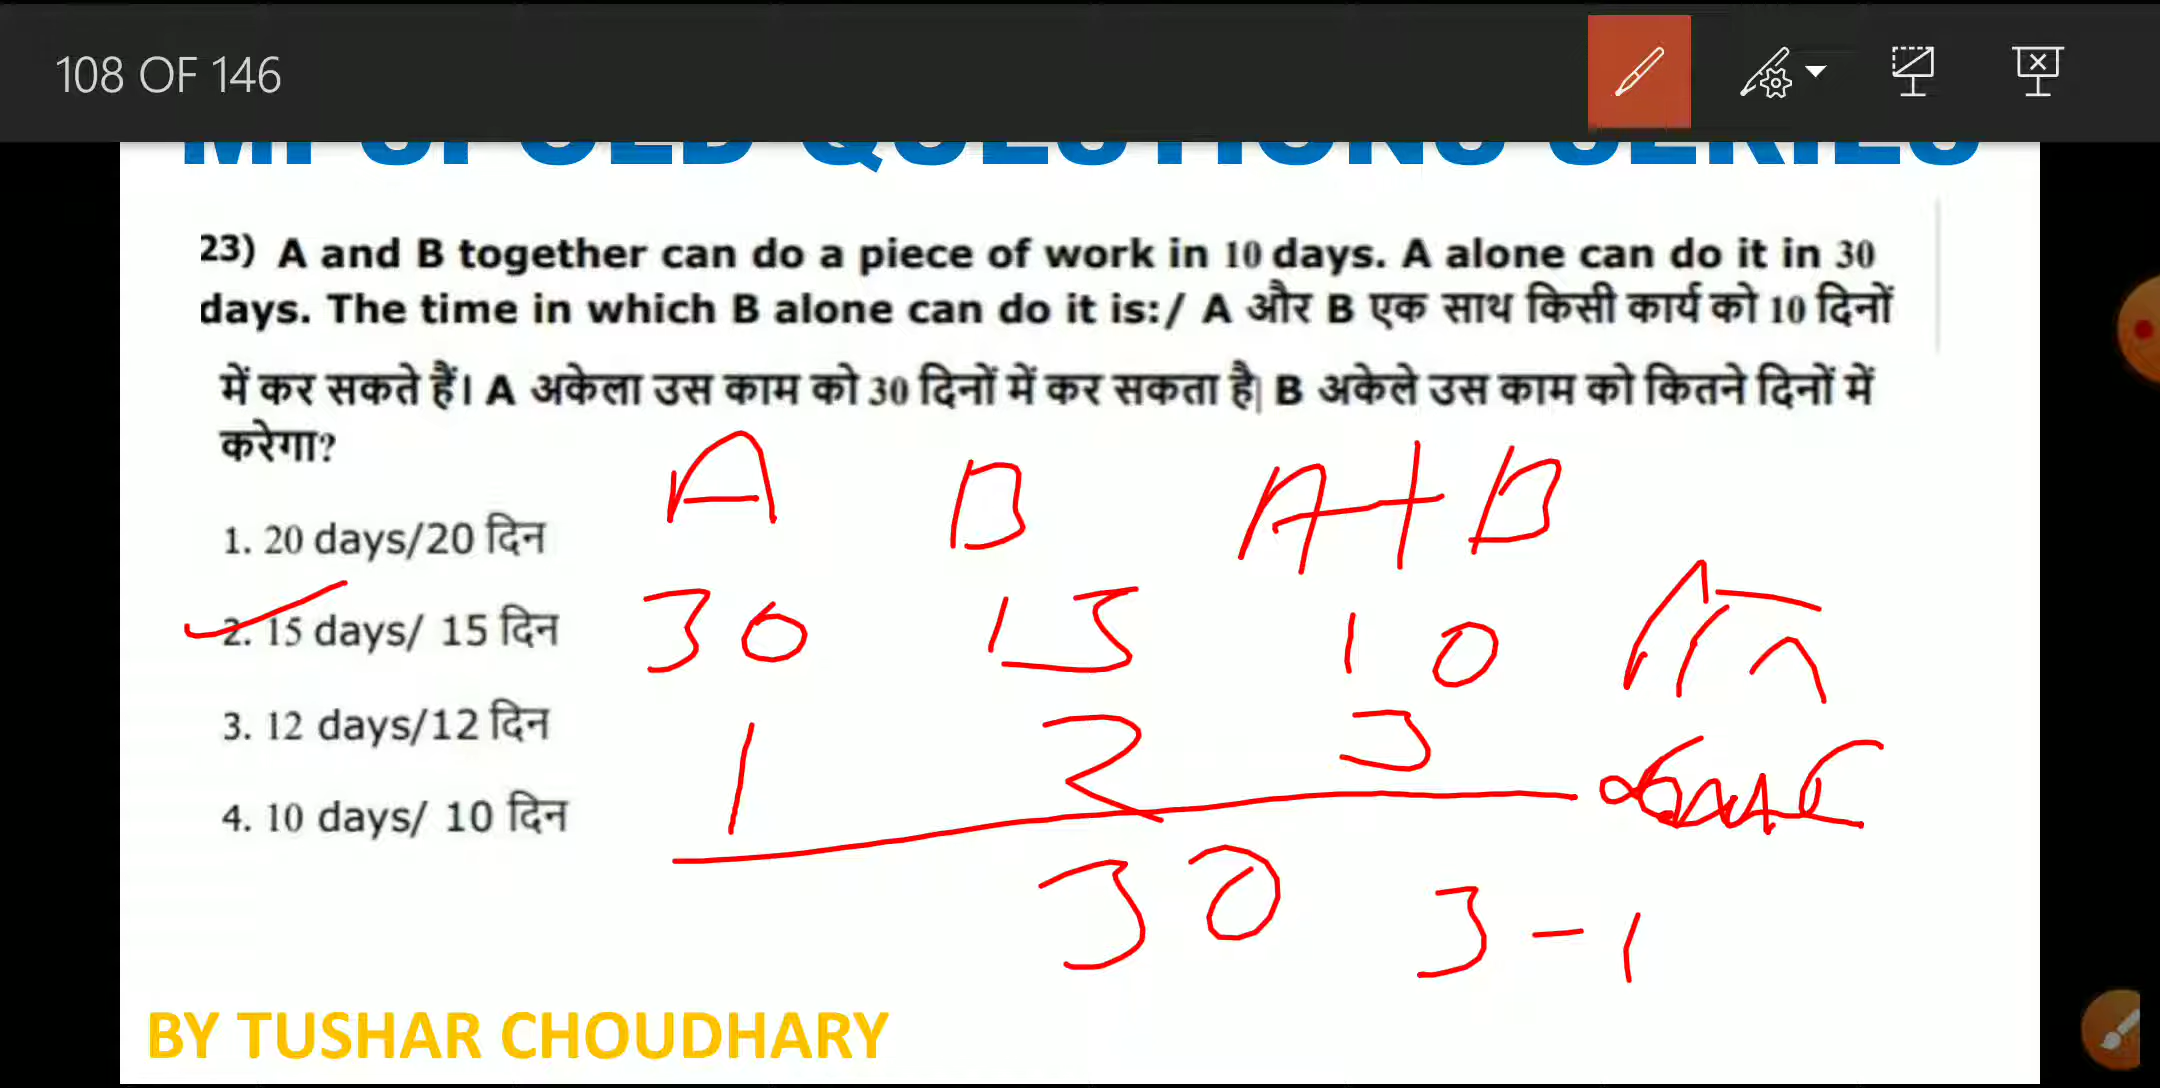 108 OF 146
QUESTIONS SERIES
23) A and B together can do a piece of work in 10 days. A alone can do it in 30
days. The time in which B alone can do it is:/ A और B एक साथ किसी कार्य को 10 दिनों
में कर सकते हैं। A अकेला उस काम को 30 दिनों में कर सकता है| B अकेले उस काम को कितने दिनों में
करेगा?
A B A+B
1. 20 days/20 दिन
2. 15 days/ 15 दिन
30 15 10
3. 12 days/12 दिन
1 2 3
4. 10 days/ 10 दिन
30 3-1
BY TUSHAR CHOUDHARY